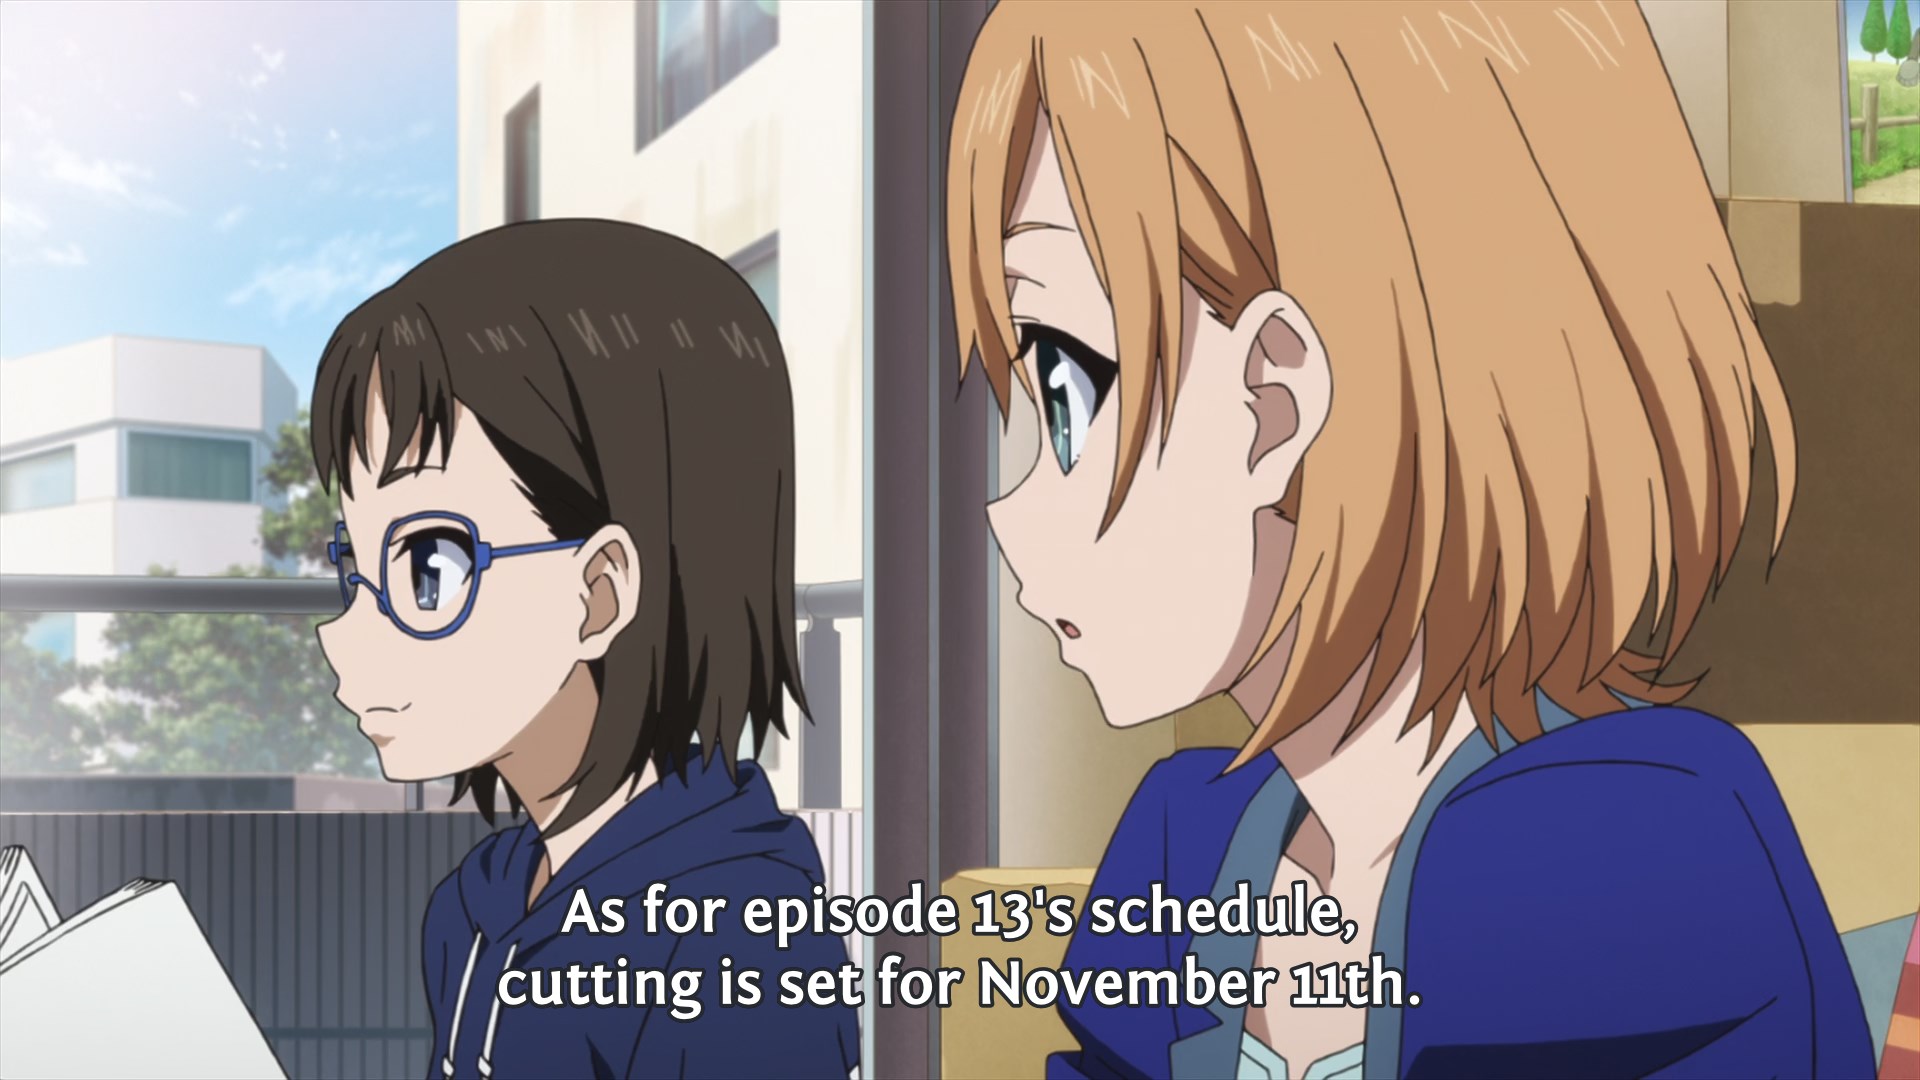 As for episode 13's schedule,
cutting is set for November 11th.